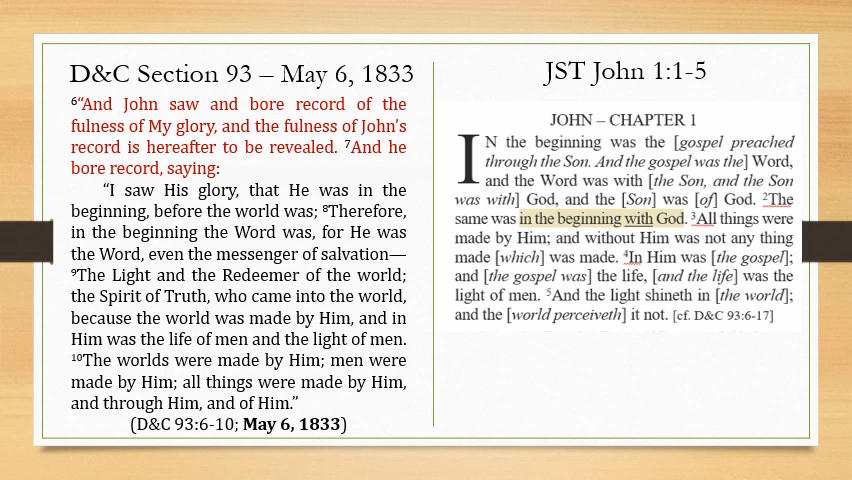 D&C Section 93 – May 6, 1833
⁶“And John saw and bore record of the
fulness of My glory, and the fulness of John’s
record is hereafter to be revealed. ⁷And he
bore record, saying:
“I saw His glory, that He was in the
beginning, before the world was; ⁸Therefore,
in the beginning the Word was, for He was
the Word, even the messenger of salvation—
⁹The Light and the Redeemer of the world;
the Spirit of Truth, who came into the world,
because the world was made by Him, and in
Him was the life of men and the light of men.
¹⁰The worlds were made by Him; men were
made by Him; all things were made by Him,
and through Him, and of Him.”
(D&C 93:6-10; May 6, 1833)
JST John 1:1-5
JOHN – CHAPTER 1
IN the beginning was the [gospel preached
through the Son. And the gospel was the] Word,
and the Word was with [the Son, and the Son
was with] God, and the [Son] was [of] God. ²The
same was in the beginning with God. ³All things were
made by Him; and without Him was not any thing
made [which] was made. ⁴In Him was [the gospel];
and [the gospel was] the life, [and the life] was the
light of men. ⁵And the light shineth in [the world];
and the [world perceiveth] it not. [cf. D&C 93:6-17]